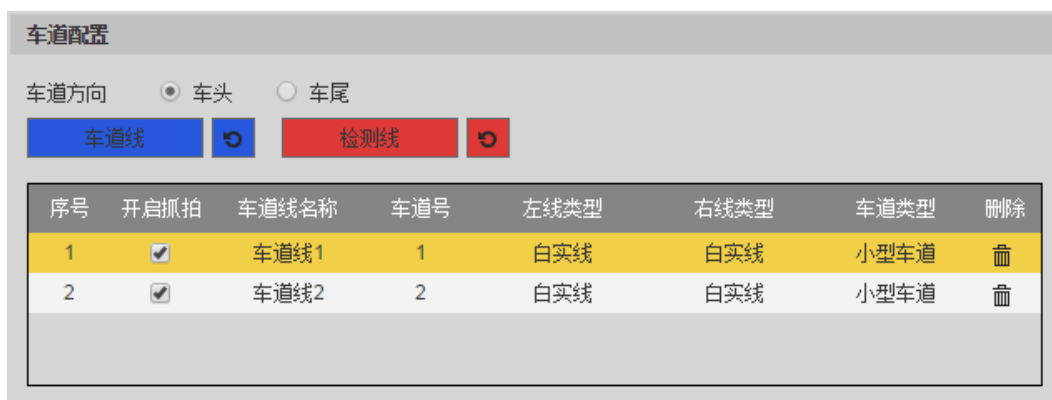 车道配置
车道方向 车头 车尾
车道线 检测线
序号 开启抓拍 车道线名称 车道号 左线类型 右线类型 车道类型 删除
1 车道线1 1 白实线 白实线 小型车道
2 车道线2 2 白实线 白实线 小型车道